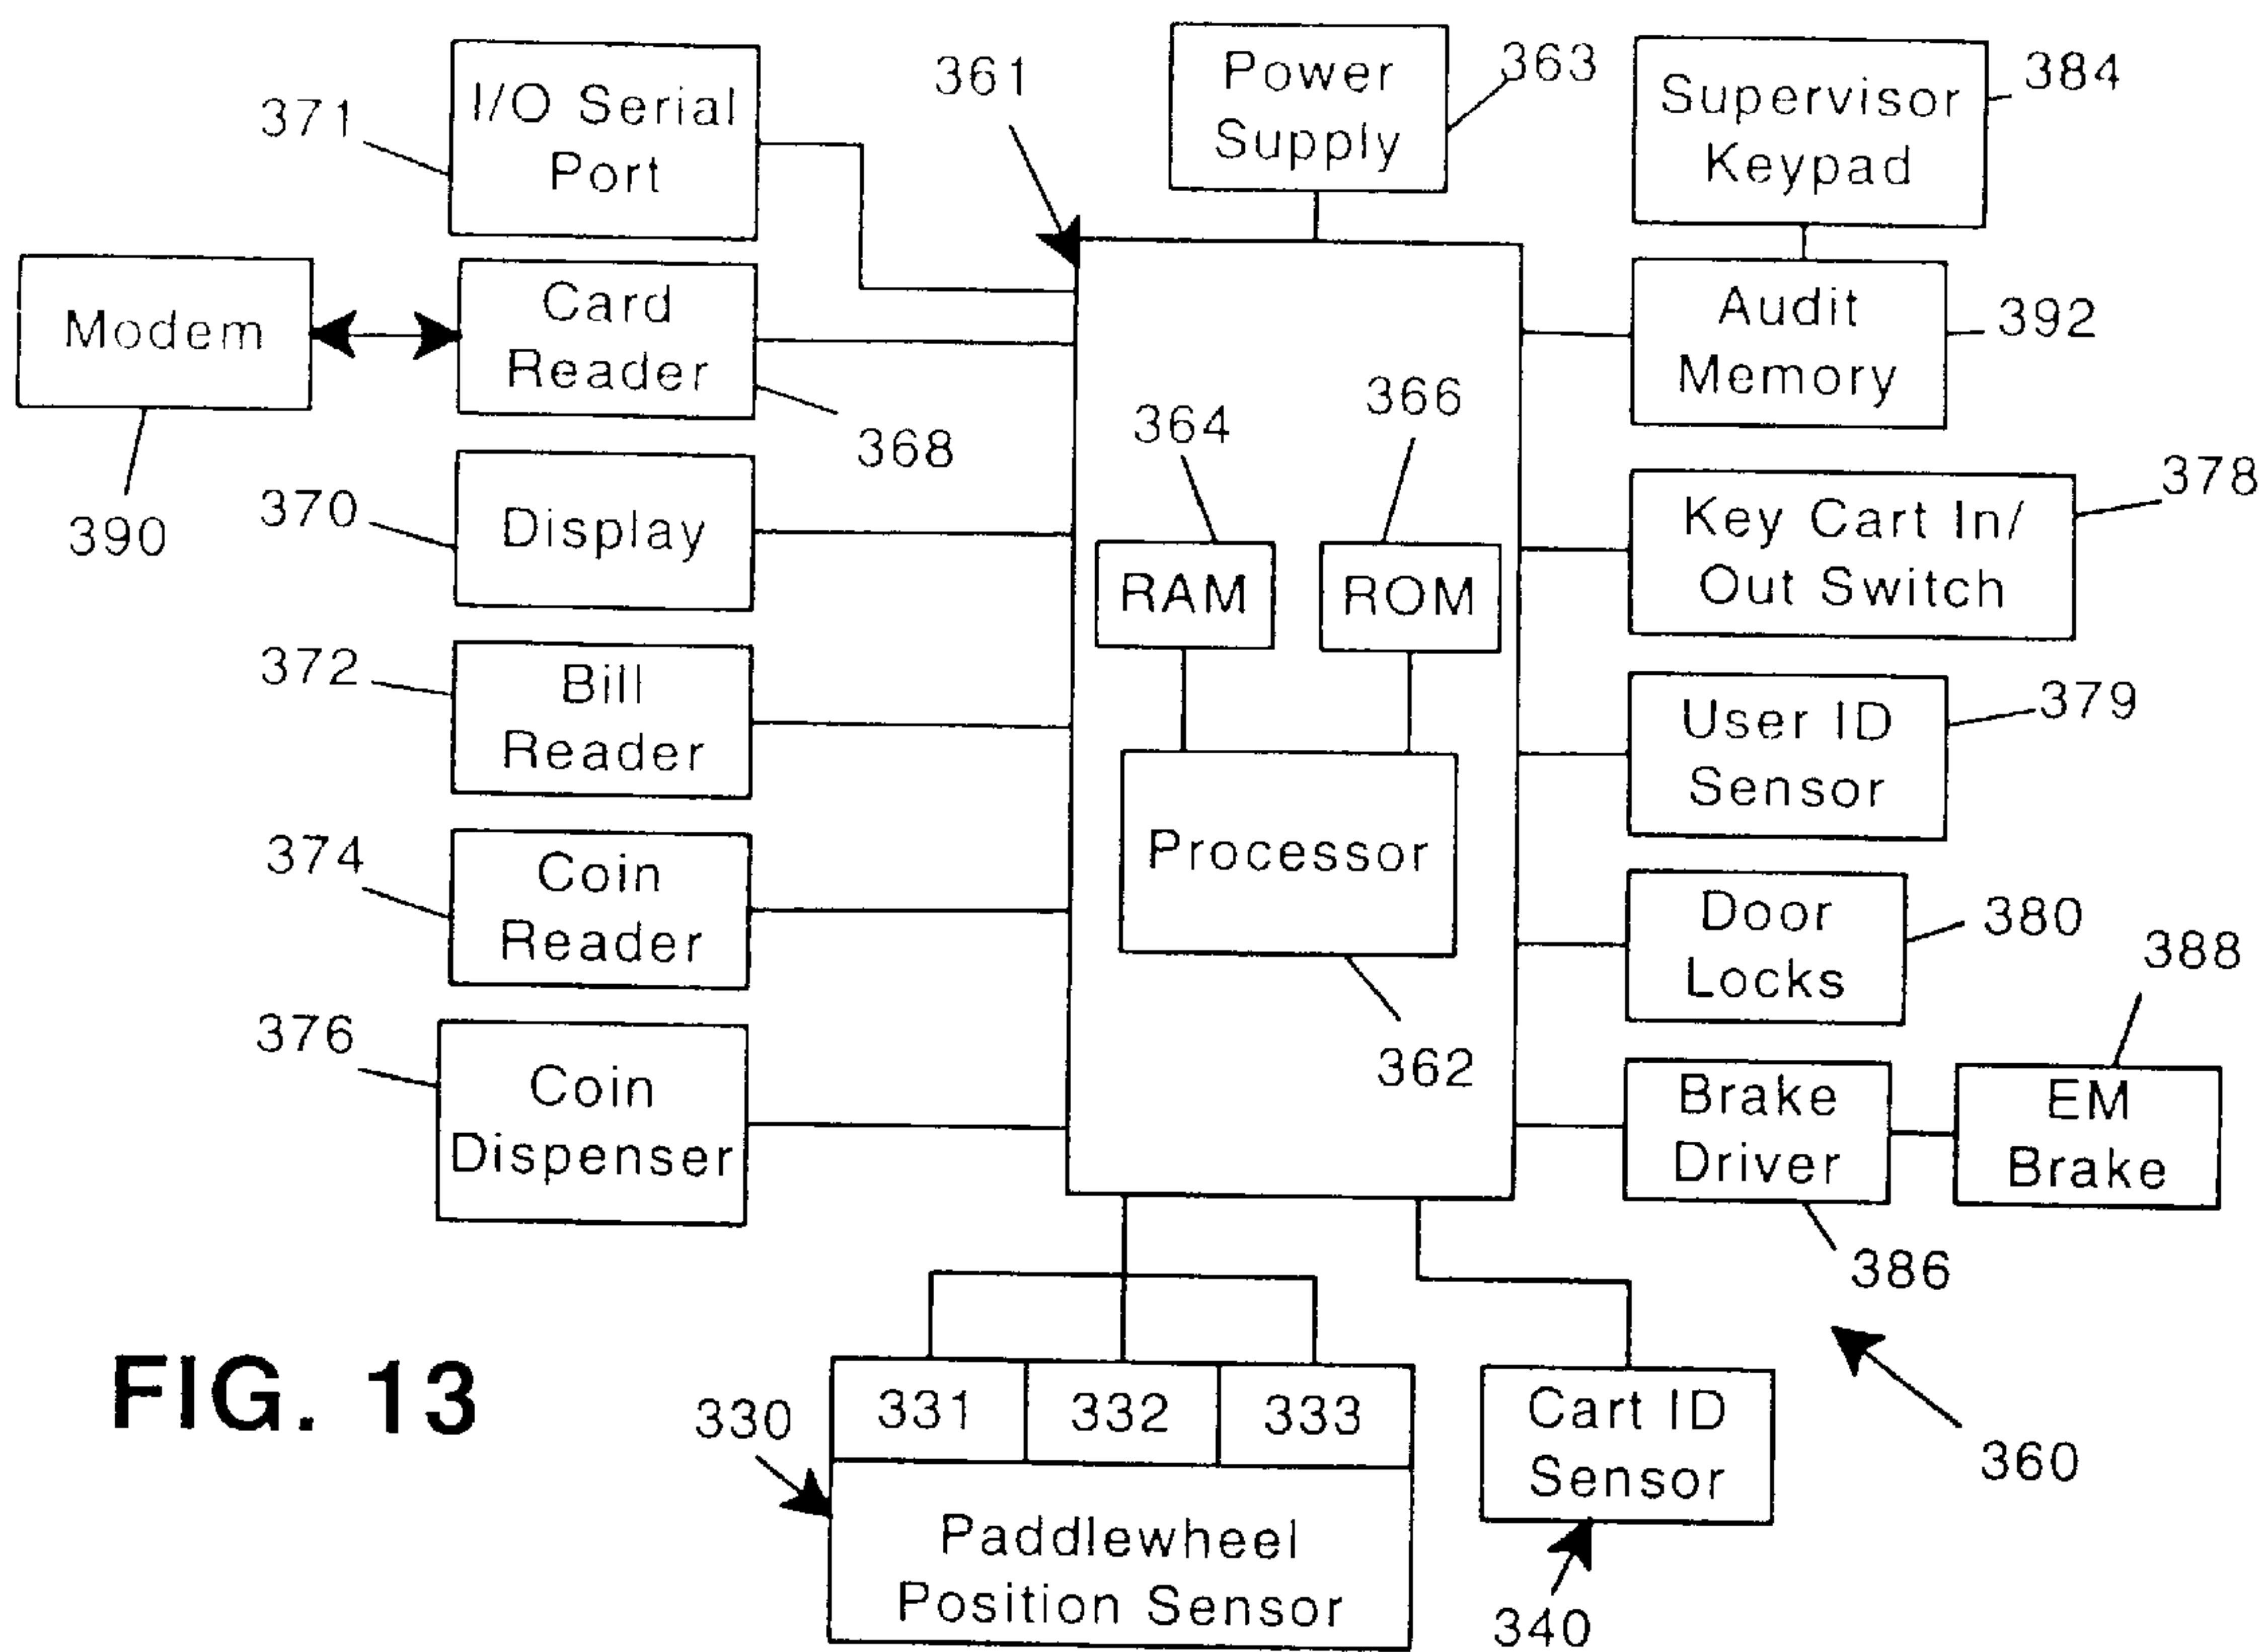 I/O Serial
Port
371
361
Power
Supply
363
Supervisor
Keypad
384
Modem
390
Card
Reader
368
Audit
Memory
392
364
366
RAM
ROM
370
Display
Key Cart In/
Out Switch
378
372
Bill
Reader
User ID
Sensor
379
Processor
362
374
Coin
Reader
Door
Locks
380
388
376
Coin
Dispenser
Brake
Driver
EM
Brake
386
360
FIG. 13
330
331
332
333
Paddlewheel
Position Sensor
Cart ID
Sensor
340